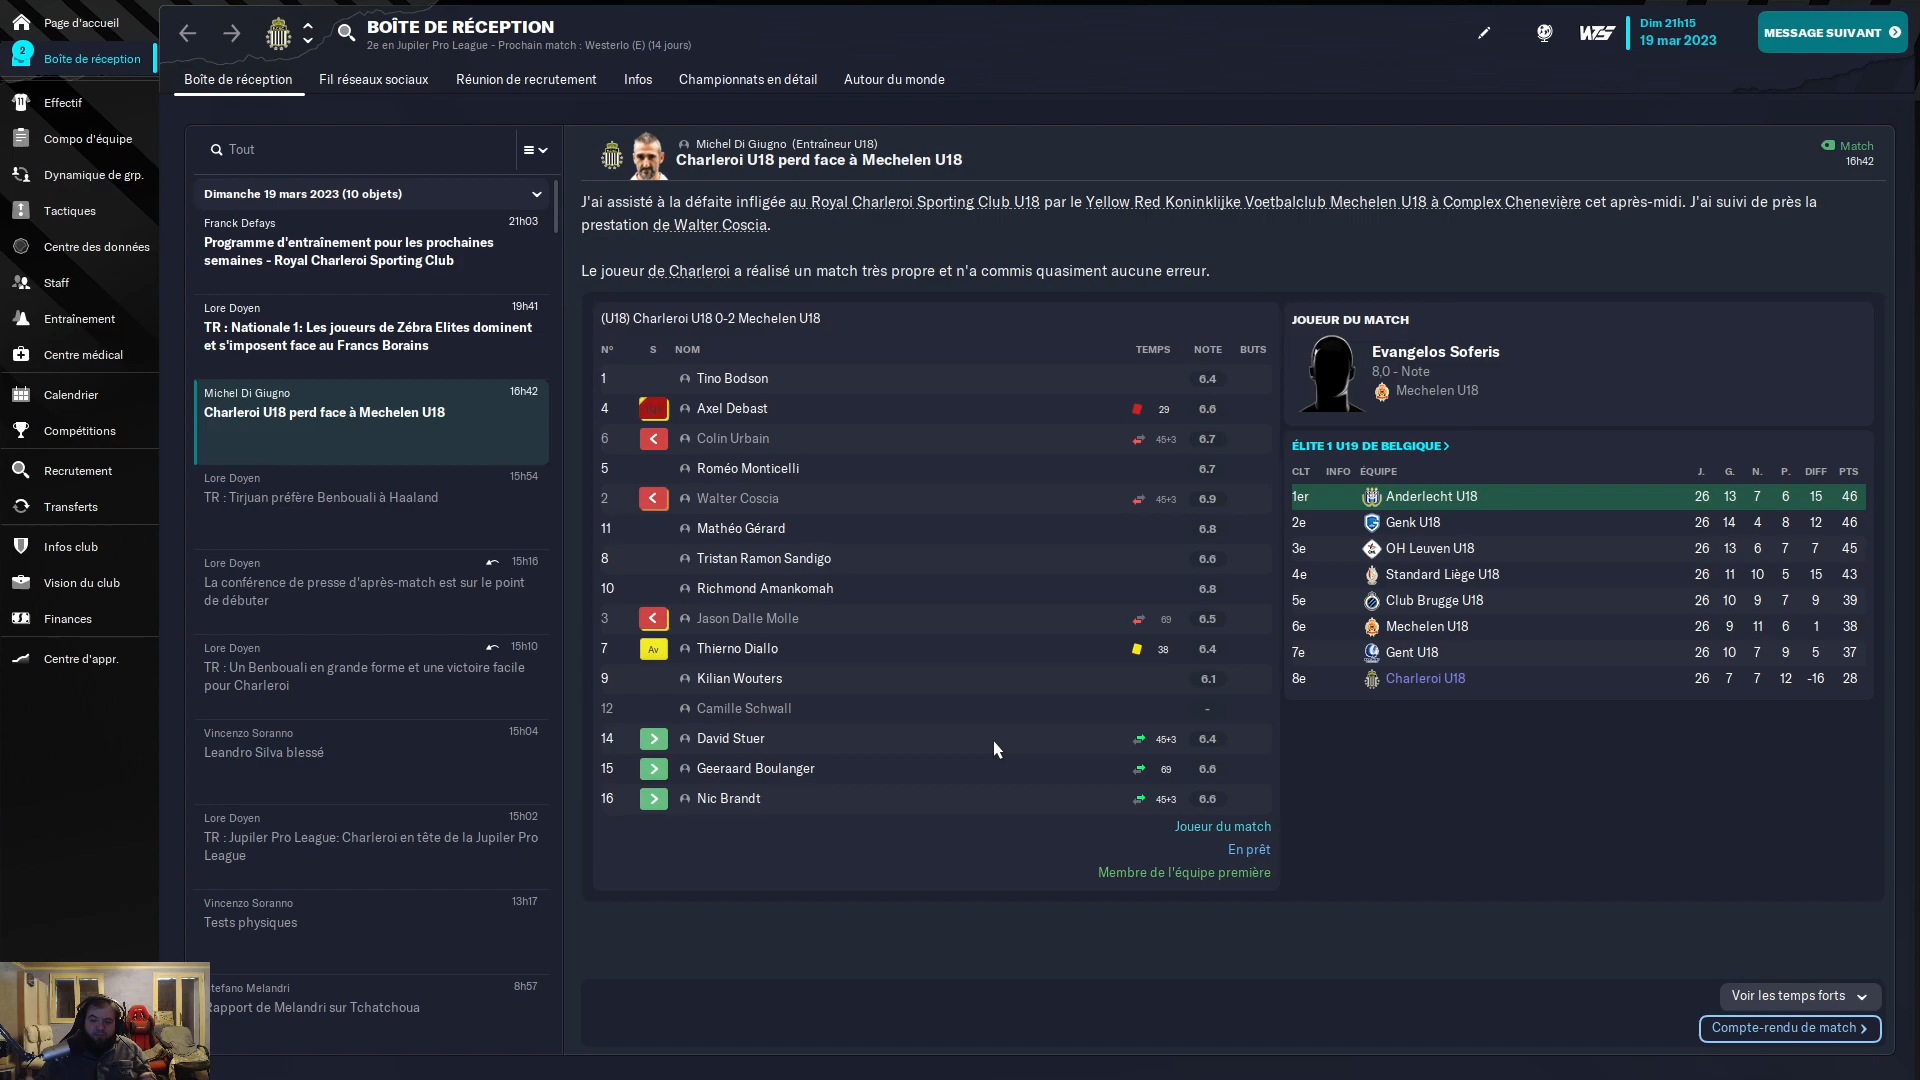 Page d'accueil
2
Boîte de réception
Effectif
Compo d'équipe
Dynamique de grp.
Tactiques
Centre des données
Staff
Entraînement
Centre médical
Calendrier
Compétitions
Recrutement
Transferts
Infos club
Vision du club
Finances
Centre d'appr.
BOÎTE DE RÉCEPTION
2e en Jupiler Pro League - Prochain match : Westerlo (E) (14 jours)
Dim 21h15
19 mar 2023
MESSAGE SUIVANT
Boîte de réception Fil réseaux sociaux Réunion de recrutement Infos Championnats en détail Autour du monde
Tout
Dimanche 19 mars 2023 (10 objets)
Franck Defays 21h03
Programme d'entraînement pour les prochaines
semaines - Royal Charleroi Sporting Club
Lore Doyen 19h41
TR : Nationale 1: Les joueurs de Zébra Elites dominent
et s'imposent face au Francs Borains
Michel Di Giugno 16h42
Charleroi U18 perd face à Mechelen U18
Lore Doyen 15h54
TR : Tirjuan préfère Benbouali à Haaland
Lore Doyen 15h16
La conférence de presse d'après-match est sur le point
de débuter
Lore Doyen 15h10
TR : Un Benbouali en grande forme et une victoire facile
pour Charleroi
Vincenzo Soranno 15h04
Leandro Silva blessé
Lore Doyen 15h02
TR : Jupiler Pro League: Charleroi en tête de la Jupiler Pro
League
Vincenzo Soranno 13h17
Tests physiques
tefano Melandri 8h57
apport de Melandri sur Tchatchoua
Michel Di Giugno (Entraîneur U18)
Charleroi U18 perd face à Mechelen U18
Match
16h42
J'ai assisté à la défaite infligée au Royal Charleroi Sporting Club U18 par le Yellow Red Koninklijke Voetbalclub Mechelen U18 à Complex Chenevière cet après-midi. J'ai suivi de près la
prestation de Walter Coscia.
Le joueur de Charleroi a réalisé un match très propre et n'a commis quasiment aucune erreur.
(U18) Charleroi U18 0-2 Mechelen U18
N° S NOM TEMPS NOTE BUTS
1 Tino Bodson 6.4
4 Axel Debast 29 6.6
6 Colin Urbain 45+3 6.7
5 Roméo Monticelli 6.7
2 Walter Coscia 45+3 6.9
11 Mathéo Gérard 6.8
8 Tristan Ramon Sandigo 6.6
10 Richmond Amankomah 6.8
3 Jason Dalle Molle 69 6.5
7 Av Thierno Diallo 38 6.4
9 Kilian Wouters 6.1
12 Camille Schwall -
14 David Stuer 45+3 6.4
15 Geeraard Boulanger 69 6.6
16 Nic Brandt 45+3 6.6
Joueur du match
En prêt
Membre de l'équipe première
JOUEUR DU MATCH
Evangelos Soferis
8,0 - Note
Mechelen U18
ÉLITE 1 U19 DE BELGIQUE
CLT INFO ÉQUIPE J. G. N. P. DIFF PTS
1er Anderlecht U18 26 13 7 6 15 46
2e Genk U18 26 14 4 8 12 46
3e OH Leuven U18 26 13 6 7 7 45
4e Standard Liège U18 26 11 10 5 15 43
5e Club Brugge U18 26 10 9 7 9 39
6e Mechelen U18 26 9 11 6 1 38
7e Gent U18 26 10 7 9 5 37
8e Charleroi U18 26 7 7 12 -16 28
Voir les temps forts
Compte-rendu de match